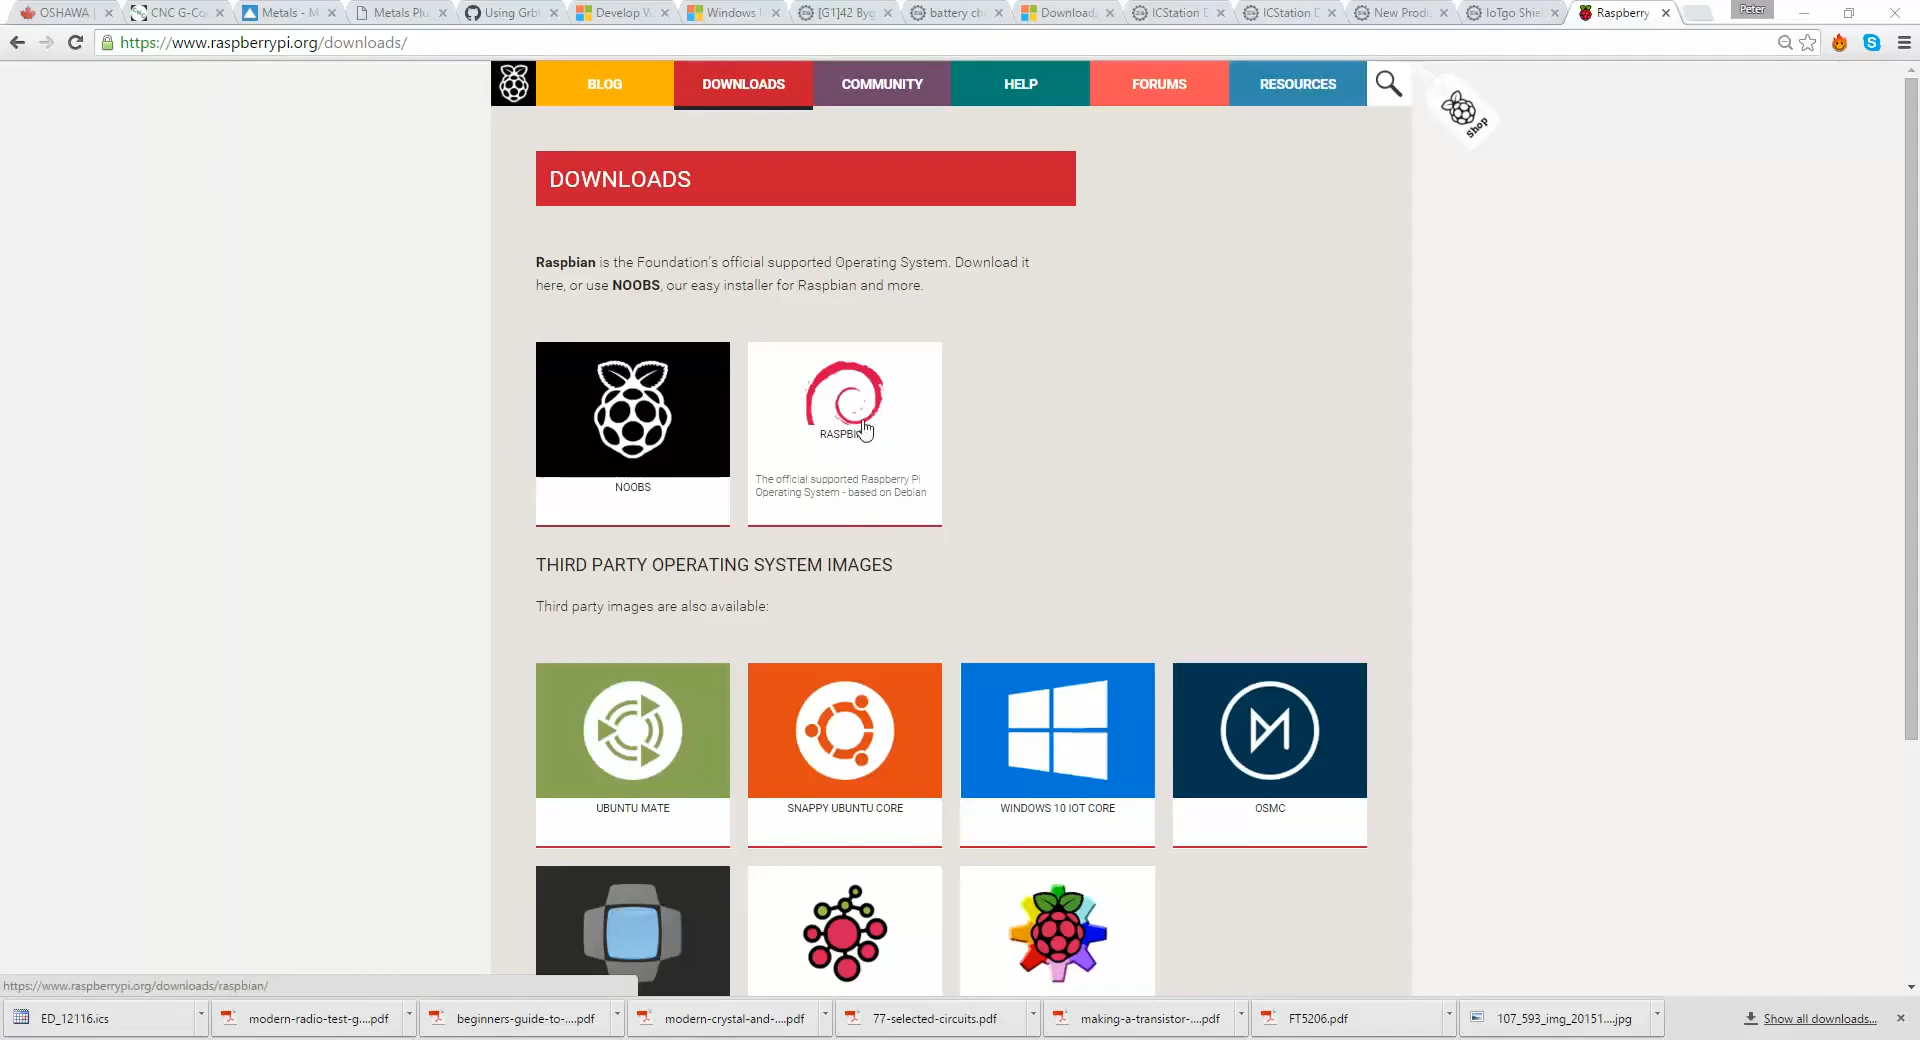 OSHAWA |
CNC G-Co
Metals - M
Metals Plu
Using Grb
Develop W
Windows
[G1]42 Byg
battery ch
Download
ICStation D
ICStation D
New Produ
IoTgo Shie
Raspberry
Peter
https://www.raspberrypi.org/downloads/
BLOG
DOWNLOADS
COMMUNITY
HELP
FORUMS
RESOURCES
shop
DOWNLOADS
Raspbian is the Foundation's official supported Operating System. Download it
here, or use NOOBS, our easy installer for Raspbian and more.
NOOBS
RASPBI
The official supported Raspberry Pi
Operating System - based on Debian
THIRD PARTY OPERATING SYSTEM IMAGES
Third party images are also available:
UBUNTU MATE
SNAPPY UBUNTU CORE
WINDOWS 10 IOT CORE
OSMC
https://www.raspberrypi.org/downloads/raspbian/
ED_12116.ics
modern-radio-test-g....pdf
beginners-guide-to-....pdf
modern-crystal-and-....pdf
77-selected-circuits.pdf
making-a-transistor-....pdf
FT5206.pdf
107_593_img_20151....jpg
Show all downloads...